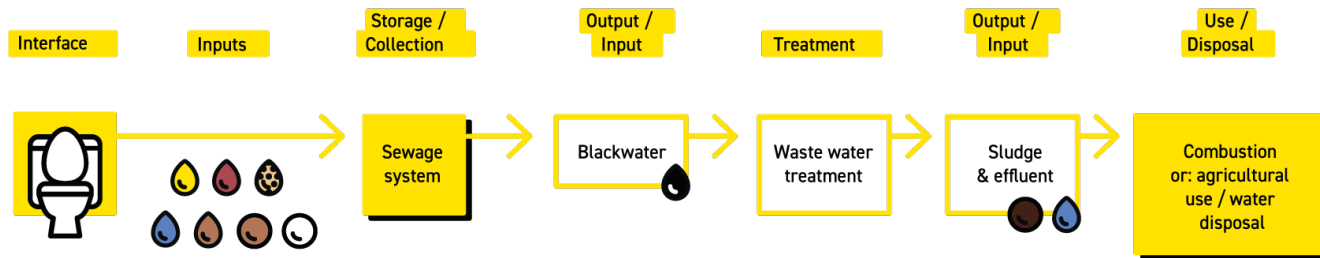 Interface
Inputs
Storage /
Collection
Output /
Input
Treatment
Output /
Input
Use /
Disposal
Sewage
system
Blackwater
Waste water
treatment
Sludge
& effluent
Combustion
or: agricultural
use / water
disposal